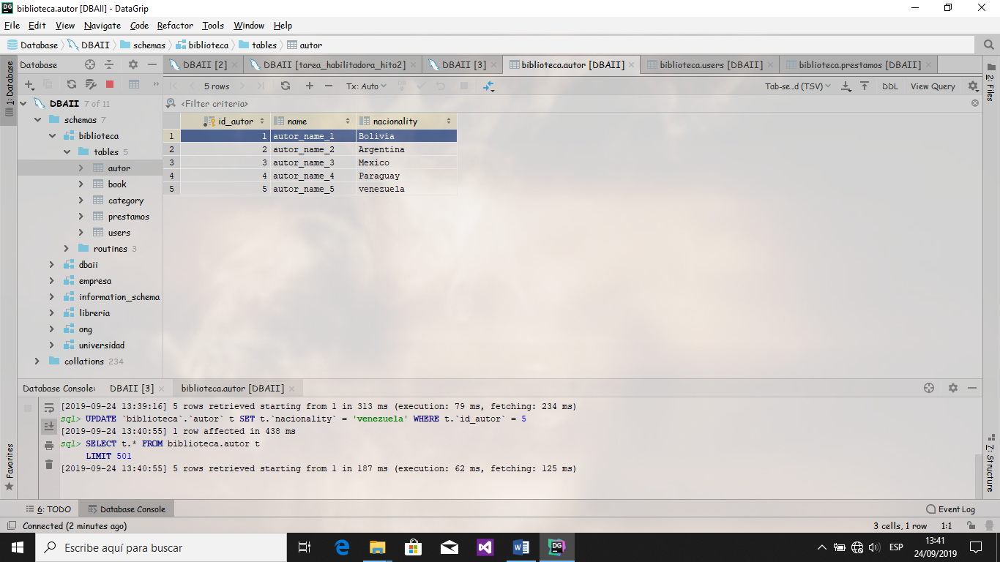 biblioteca.autor [DBAII] - DataGrip
File Edit View Navigate Code Refactor Tools Window Help
Database DBAII schemas biblioteca tables autor
1: Database
Favorites
Database
DBAII [2] DBAII [tarea_habilitadora_hito2] DBAII [3] biblioteca.autor [DBAII] biblioteca.users [DBAII] biblioteca.prestamos [DBAII]
5 rows Tx: Auto Tab-se...d (TSV) DDL View Query
<Filter criteria>
DBAII 7 of 11
schemas 7
biblioteca
tables 5
autor
book
category
prestamos
users
routines 3
dbaii
empresa
information_schema
libreria
ong
universidad
collations 234
id_autor name nacionality
1 1 autor_name_1 Bolivia
2 2 autor_name_2 Argentina
3 3 autor_name_3 Mexico
4 4 autor_name_4 Paraguay
5 5 autor_name_5 venezuela
2: Files
7: Structure
Database Console: DBAII [3] biblioteca.autor [DBAII]
[2019-09-24 13:39:16] 5 rows retrieved starting from 1 in 313 ms (execution: 79 ms, fetching: 234 ms)
sql> UPDATE `biblioteca`.`autor` t SET t.`nacionality` = 'venezuela' WHERE t.`id_autor` = 5
[2019-09-24 13:40:55] 1 row affected in 438 ms
sql> SELECT t.* FROM biblioteca.autor t
LIMIT 501
[2019-09-24 13:40:55] 5 rows retrieved starting from 1 in 187 ms (execution: 62 ms, fetching: 125 ms)
6: TODO Database Console Event Log
Connected (2 minutes ago) 3 cells, 1 row 1:1
Escribe aquí para buscar
ESP
13:41
24/09/2019